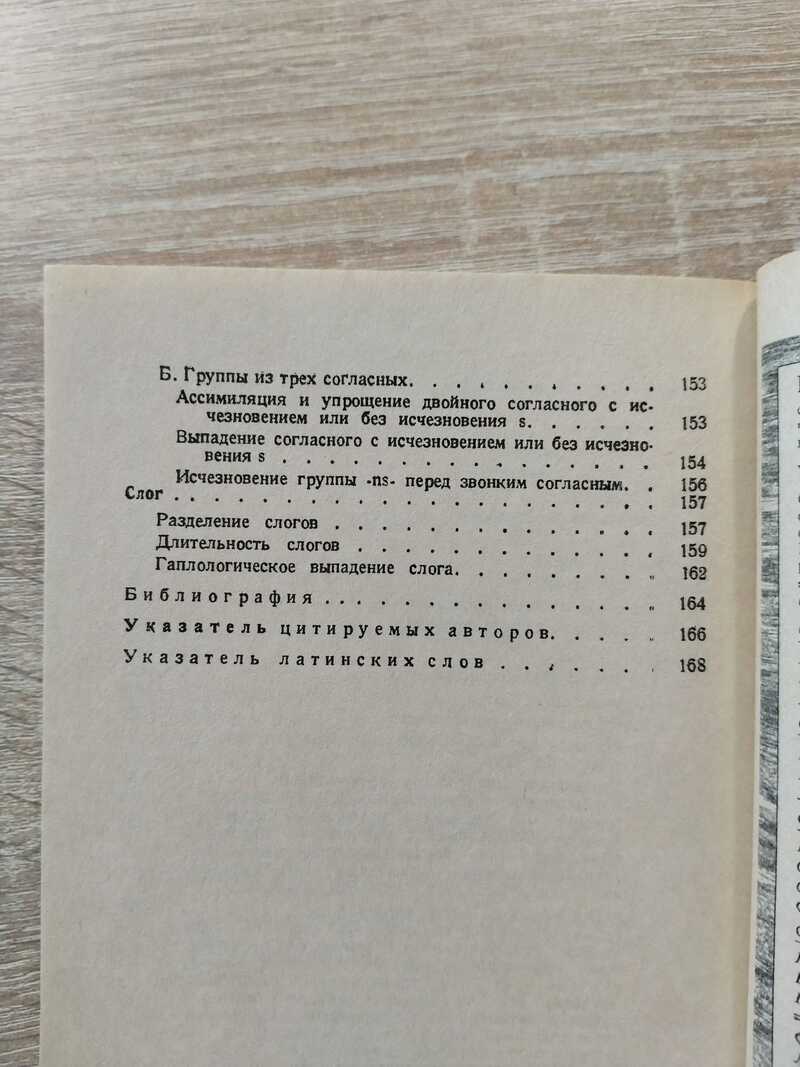 Б. Группы из трех согласных. . . . . . . . . . . 153
Ассимиляция и упрощение двойного согласного с ис-
чезновением или без исчезновения s. . . . . . 153
Выпадение согласного с исчезновением или без исчезно-
вения s . . . . . . . . . . . . . . . . 154
Исчезновение группы -ns- перед звонким согласным. . 156
Слог . . . . . . . . . . . . . . . . . . . . 157
Разделение слогов . . . . . . . . . . . . . . 157
Длительность слогов . . . . . . . . . . . . . 159
Гаплологическое выпадение слога. . . . . . . . 162
Библиография . . . . . . . . . . . . . . . 164
Указатель цитируемых авторов. . . . . 166
Указатель латинских слов . . . . . . . 168